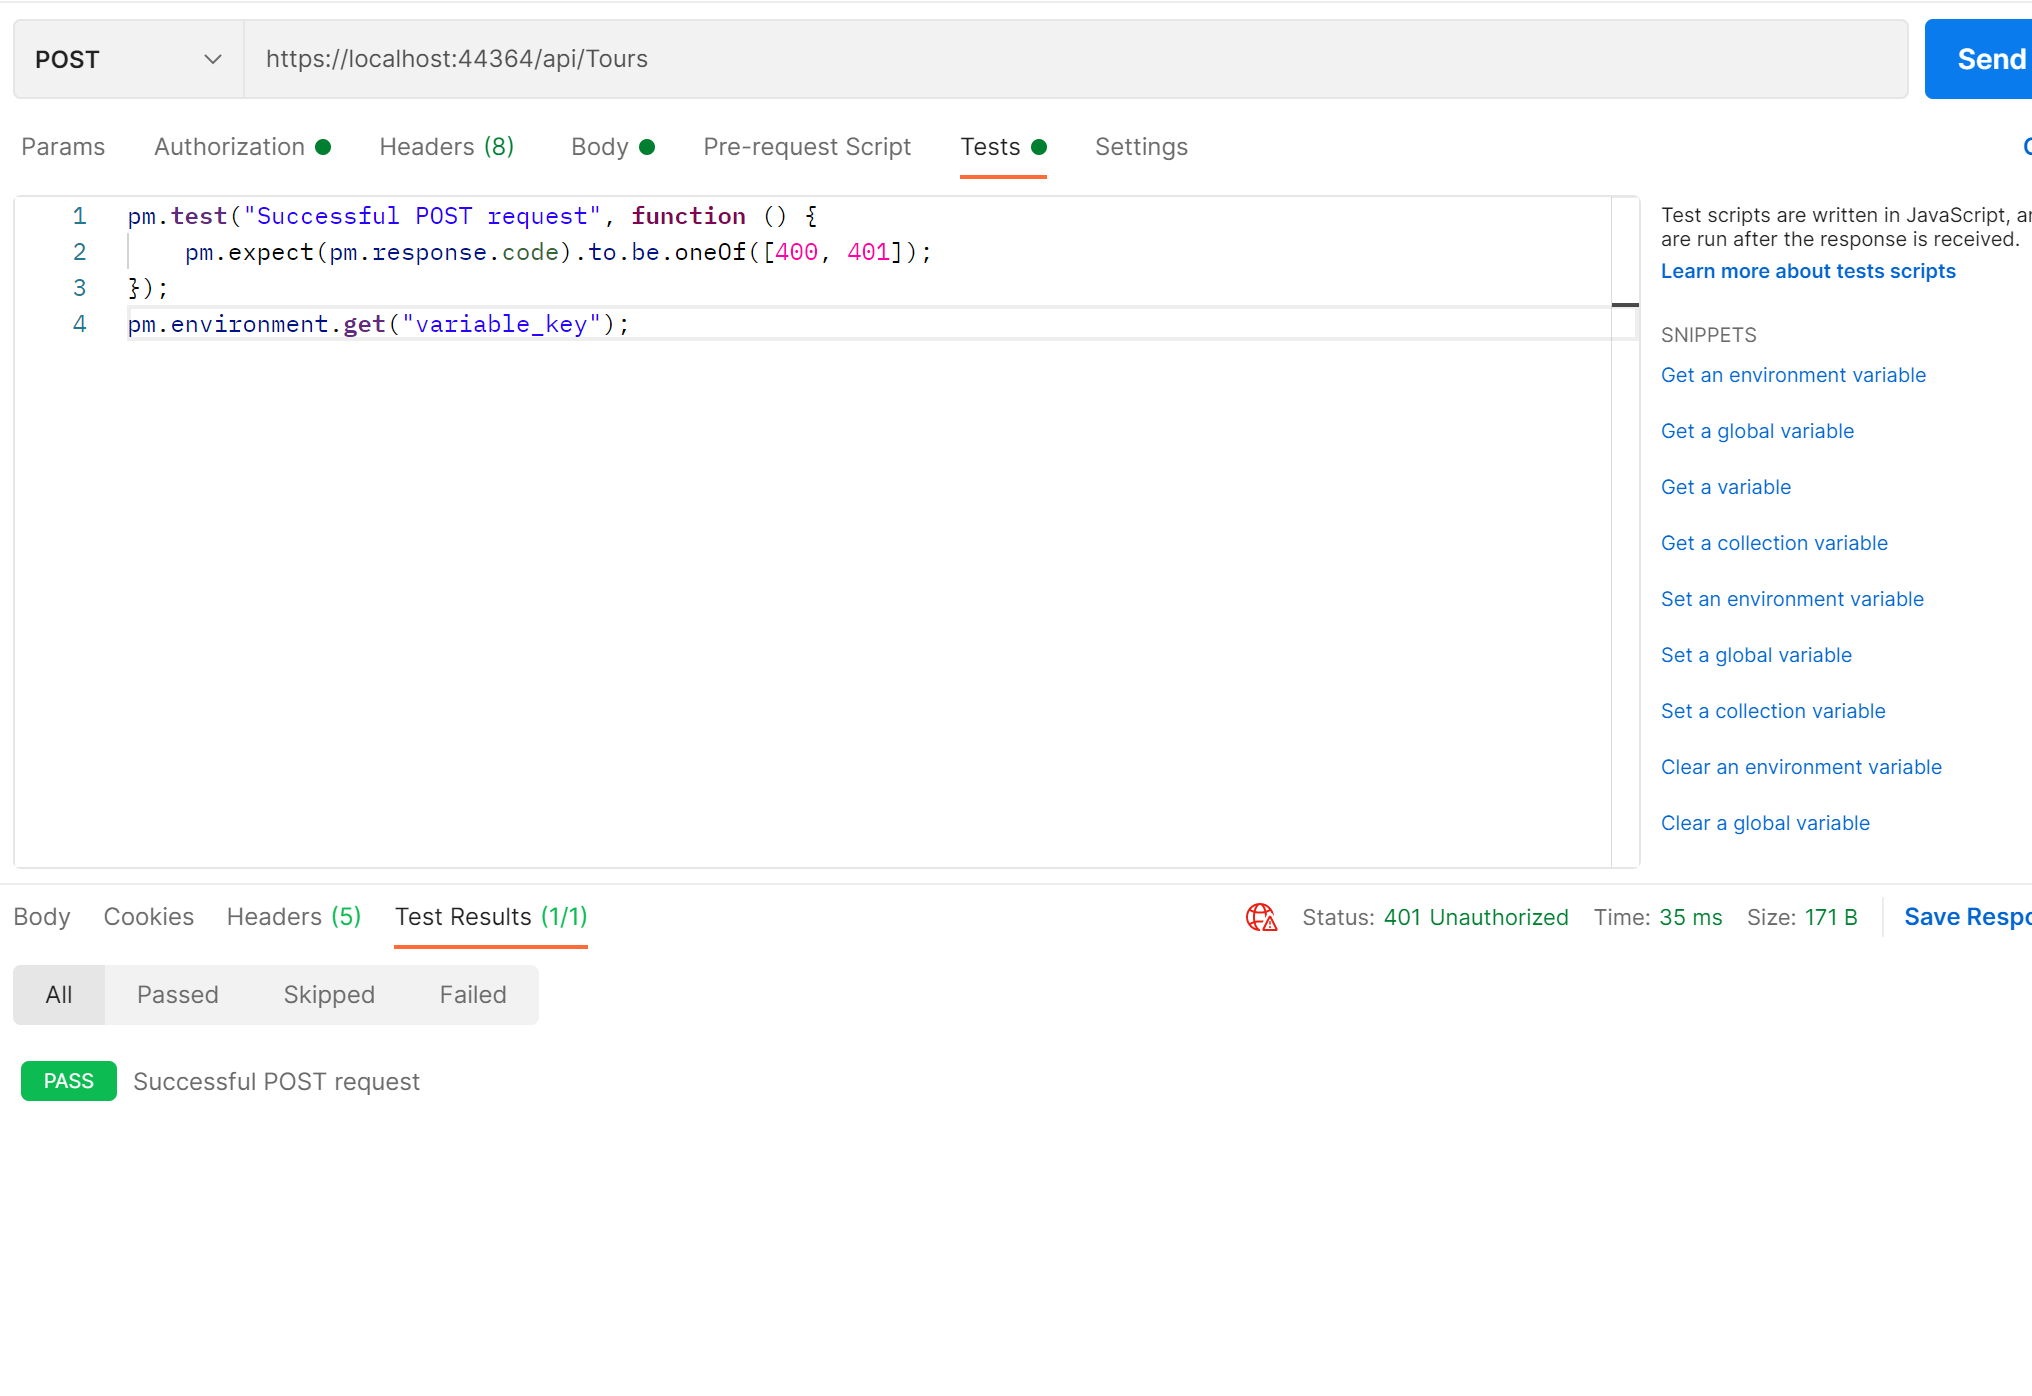 POST https://localhost:44364/api/Tours Send
Params Authorization Headers (8) Body Pre-request Script Tests Settings
1 pm.test("Successful POST request", function () {
2 pm.expect(pm.response.code).to.be.oneOf([400, 401]);
3 });
4 pm.environment.get("variable_key");
Test scripts are written in JavaScript,
are run after the response is received.
Learn more about tests scripts
SNIPPETS
Get an environment variable
Get a global variable
Get a variable
Get a collection variable
Set an environment variable
Set a global variable
Set a collection variable
Clear an environment variable
Clear a global variable
Body Cookies Headers (5) Test Results (1/1) Status: 401 Unauthorized Time: 35 ms Size: 171 B Save
All Passed Skipped Failed
PASS Successful POST request